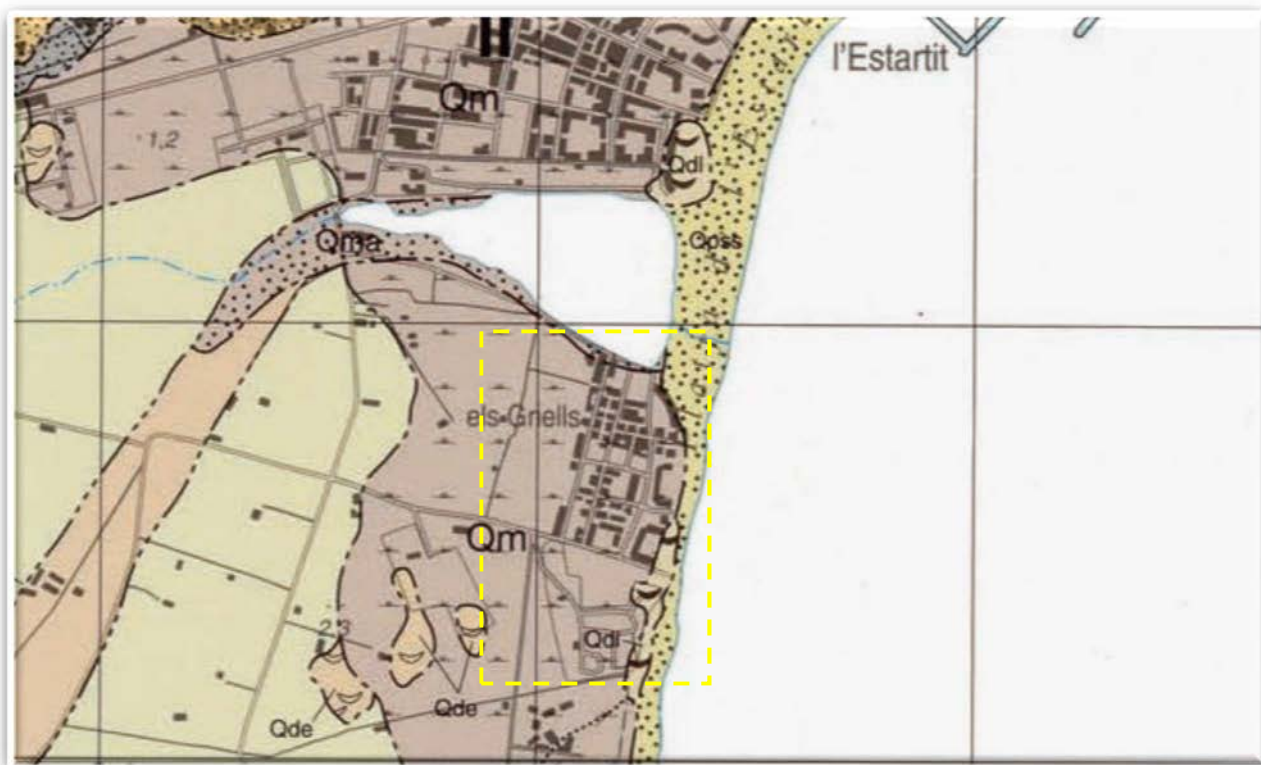 l'Estartit
Qm
1,2
Qdl
Qma
Qpss
els Griells
Qm
2,3
Qdl
Qde
Qde